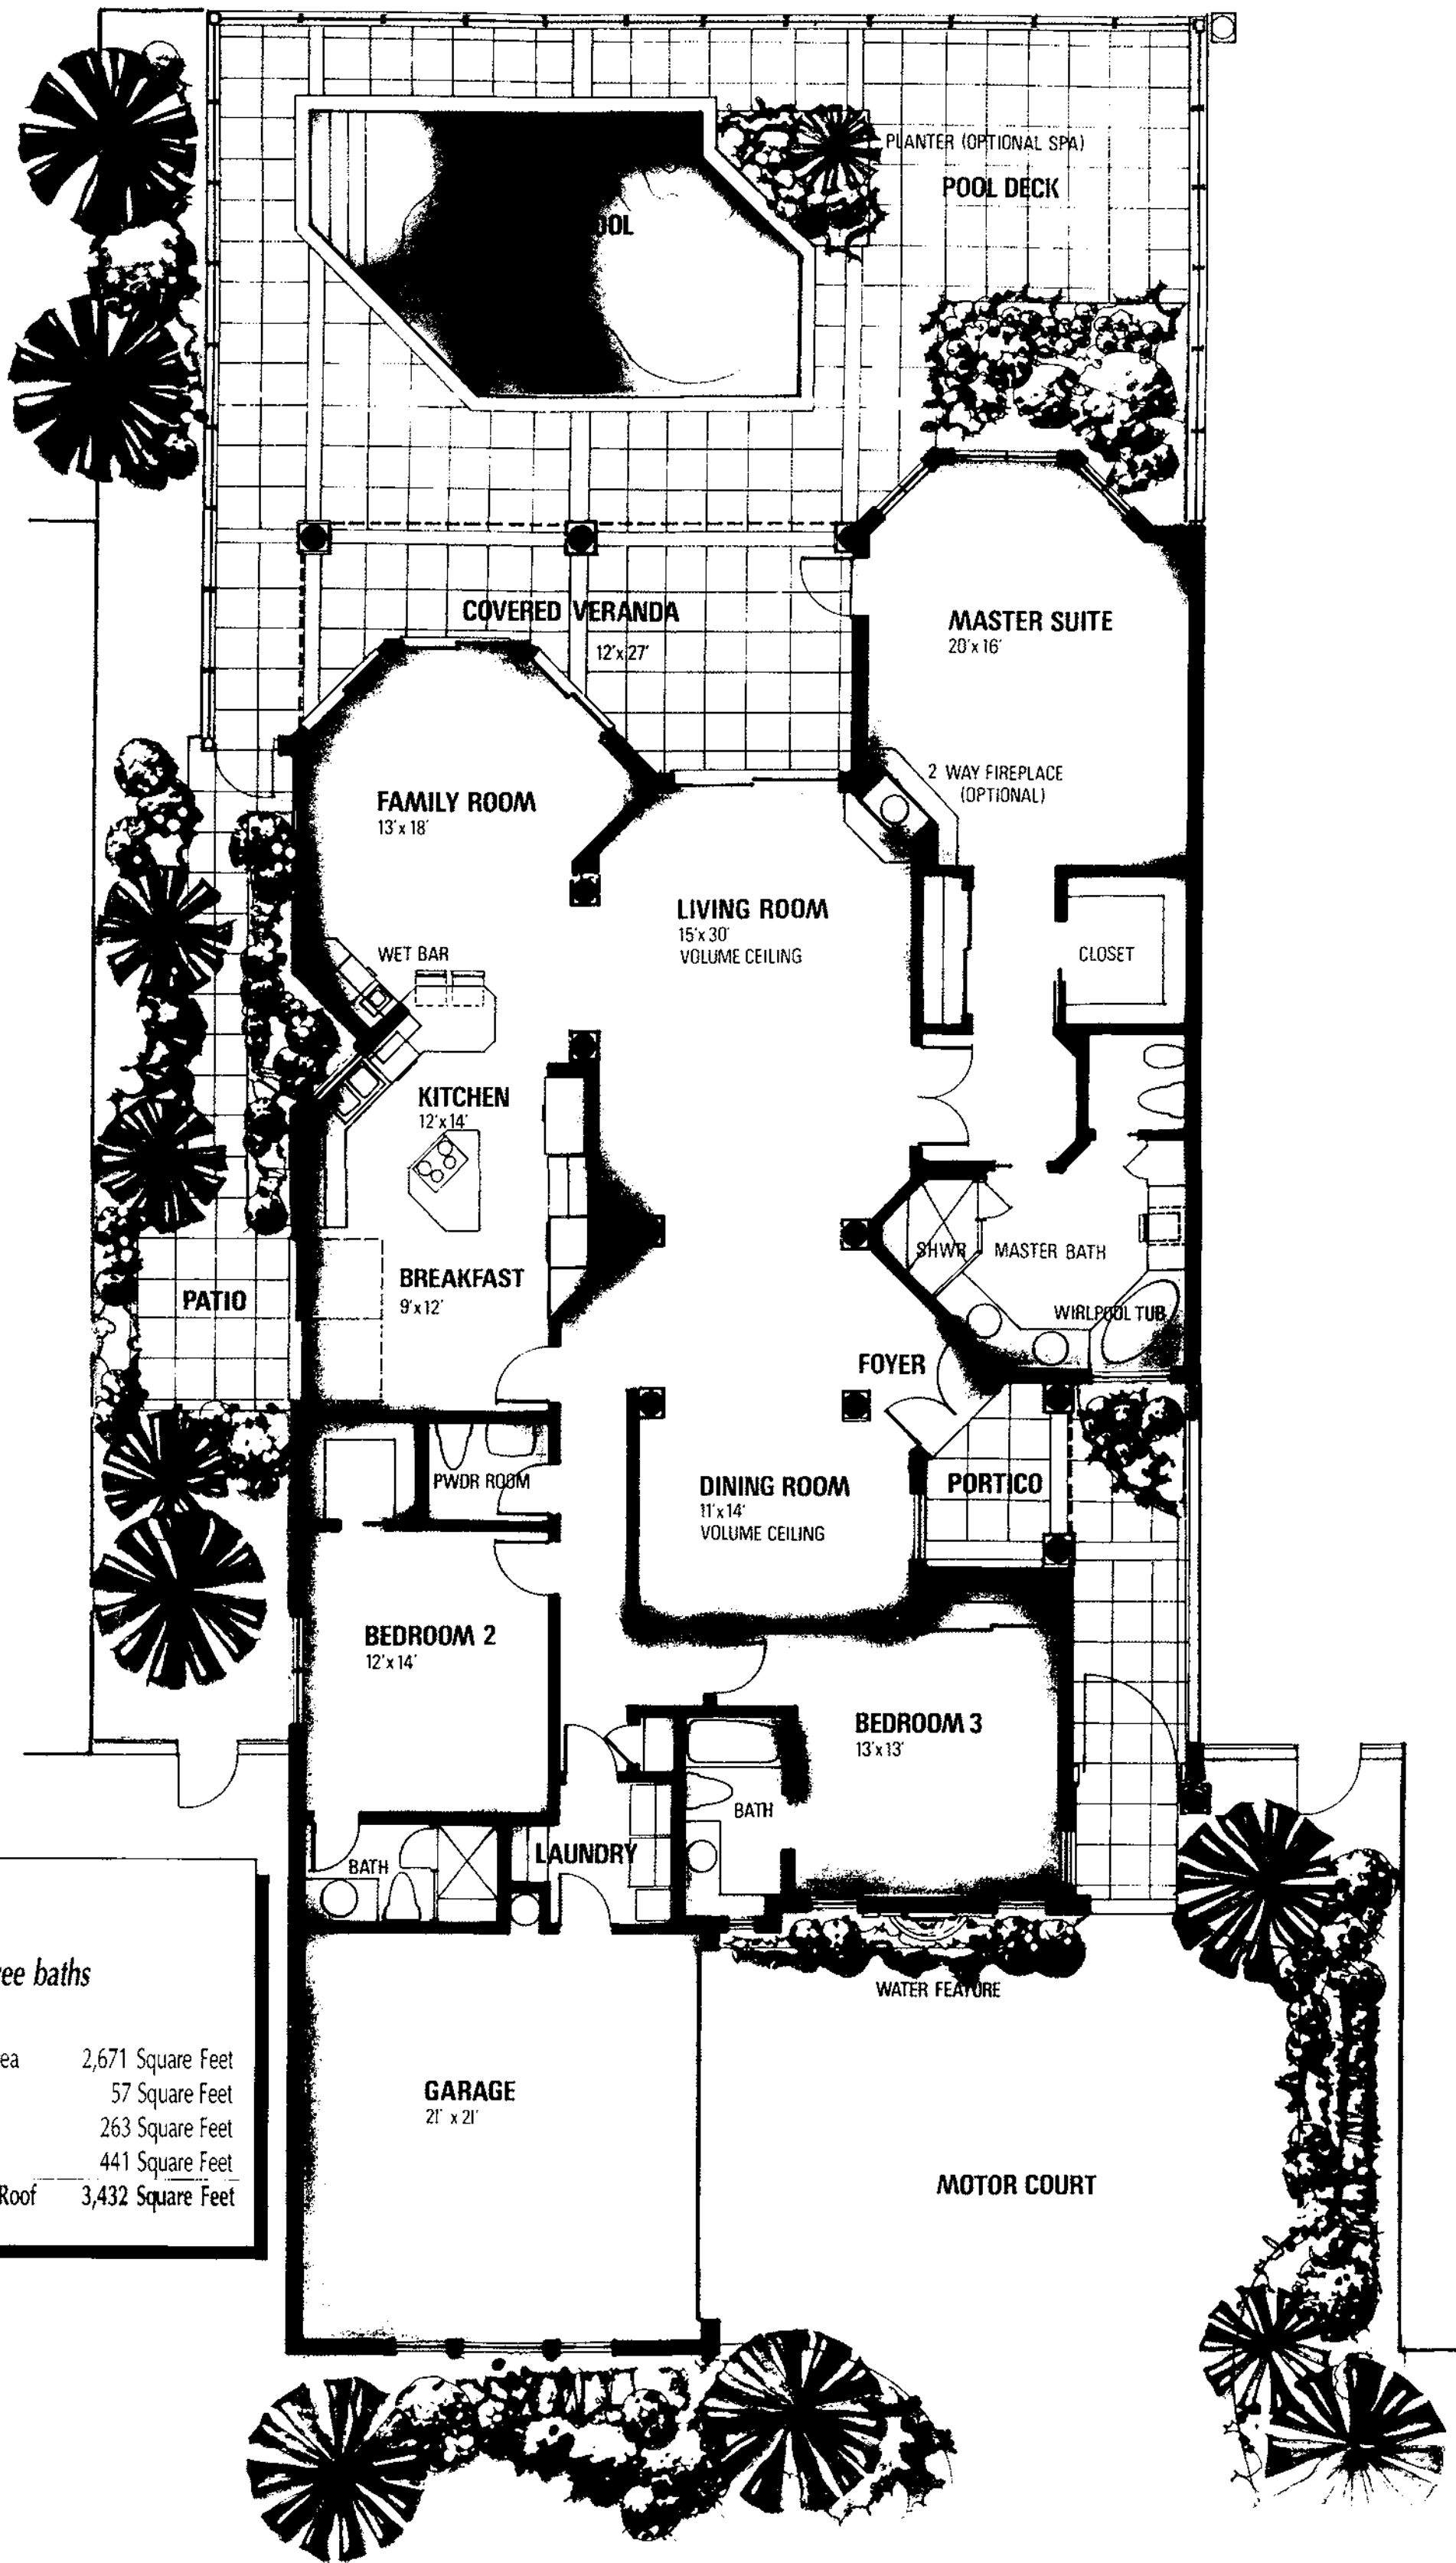 PLANTER (OPTIONAL SPA)
POOL DECK
OOL
COVERED VERANDA
12'x27'
MASTER SUITE
20'x16'
2 WAY FIREPLACE
(OPTIONAL)
FAMILY ROOM
13'x18'
LIVING ROOM
15'x30'
VOLUME CEILING
WET BAR
CLOSET
KITCHEN
12'x14'
SHWR
MASTER BATH
BREAKFAST
9'x12'
PATIO
WIRLPOOL TUB
FOYER
PWDR ROOM
DINING ROOM
11'x14'
VOLUME CEILING
PORTICO
BEDROOM 2
12'x14'
BEDROOM 3
13'x13'
BATH
LAUNDRY
BATH
ee baths
WATER FEATURE
ea 2,671 Square Feet
57 Square Feet
263 Square Feet
441 Square Feet
Roof 3,432 Square Feet
GARAGE
21' x 21'
MOTOR COURT